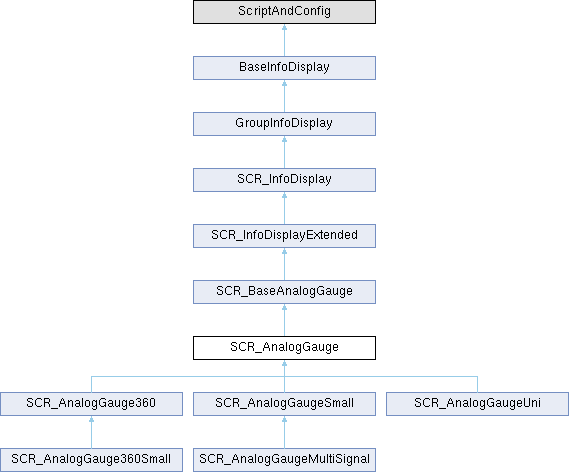 ScriptAndConfig
BaseInfoDisplay
GroupInfoDisplay
SCR_InfoDisplay
SCR_InfoDisplayExtended
SCR_BaseAnalogGauge
SCR_AnalogGauge
SCR_AnalogGauge360
SCR_AnalogGaugeSmall
SCR_AnalogGaugeUni
SCR_AnalogGauge360Small
SCR_AnalogGaugeMultiSignal